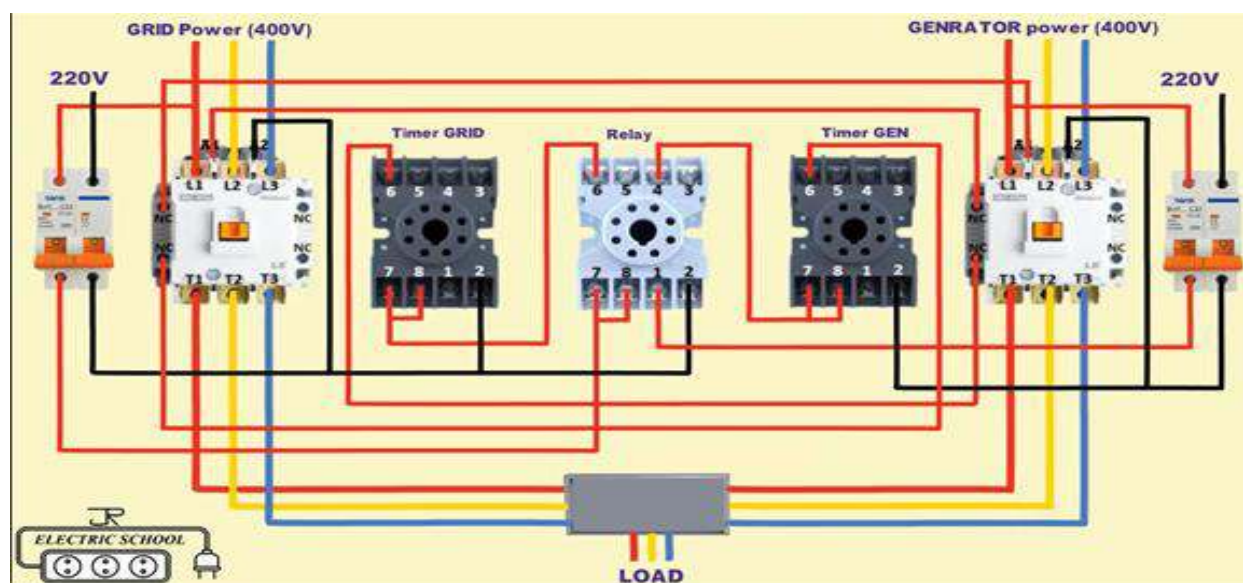 GRID Power (400V)
GENRATOR power (400V)
220V
220V
Timer GRID
Relay
Timer GEN
A1
A2
L1 L2 L3
NC
NC
NC
NC
T1 T2 T3
6 5 4 3
7 8 1 2
6 5 4 3
7 8 1 2
6 5 4 3
7 8 1 2
A1
A2
L1 L2 L3
NC
NC
NC
NC
T1 T2 T3
JR
ELECTRIC SCHOOL
LOAD